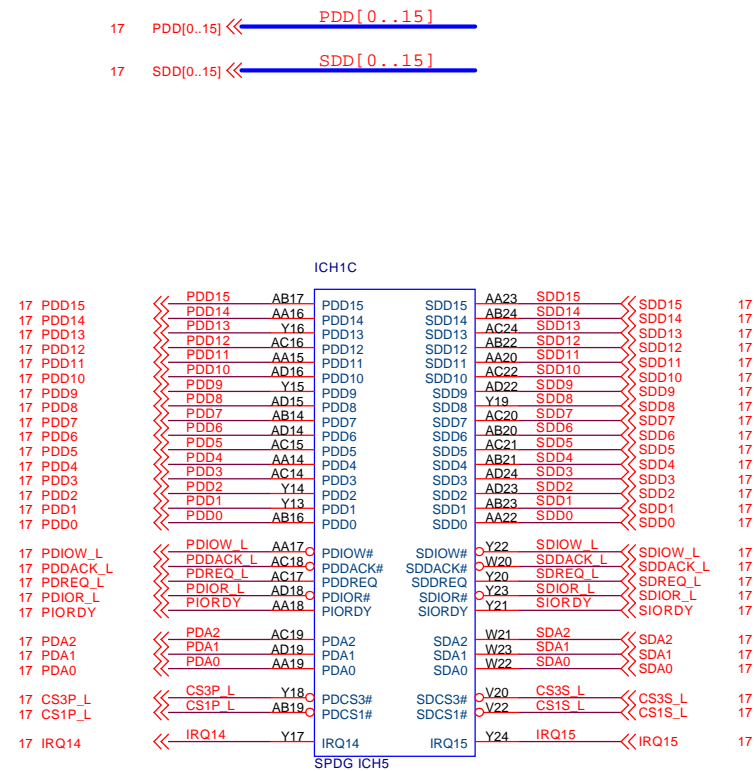 17 PDD[0..15] PDD[0..15]
17 SDD[0..15] SDD[0..15]
ICH1C
17 PDD15 PDD15 AB17 PDD15 SDD15 AA23 SDD15 SDD15 17
17 PDD14 PDD14 AA16 PDD14 SDD14 AB24 SDD14 SDD14 17
17 PDD13 PDD13 Y16 PDD13 SDD13 AC24 SDD13 SDD13 17
17 PDD12 PDD12 AC16 PDD12 SDD12 AB22 SDD12 SDD12 17
17 PDD11 PDD11 AA15 PDD11 SDD11 AA20 SDD11 SDD11 17
17 PDD10 PDD10 AD16 PDD10 SDD10 AC22 SDD10 SDD10 17
17 PDD9 PDD9 Y15 PDD9 SDD9 AD22 SDD9 SDD9 17
17 PDD8 PDD8 AD15 PDD8 SDD8 Y19 SDD8 SDD8 17
17 PDD7 PDD7 AB14 PDD7 SDD7 AC20 SDD7 SDD7 17
17 PDD6 PDD6 AD14 PDD6 SDD6 AB20 SDD6 SDD6 17
17 PDD5 PDD5 AC15 PDD5 SDD5 AC21 SDD5 SDD5 17
17 PDD4 PDD4 AA14 PDD4 SDD4 AB21 SDD4 SDD4 17
17 PDD3 PDD3 AC14 PDD3 SDD3 AD24 SDD3 SDD3 17
17 PDD2 PDD2 Y14 PDD2 SDD2 AD23 SDD2 SDD2 17
17 PDD1 PDD1 Y13 PDD1 SDD1 AB23 SDD1 SDD1 17
17 PDD0 PDD0 AB16 PDD0 SDD0 AA22 SDD0 SDD0 17
17 PDIOW_L PDIOW_L AA17 PDIOW# SDIOW# Y22 SDIOW_L SDIOW_L 17
17 PDDACK_L PDDACK_L AC18 PDDACK# SDDACK# W20 SDDACK_L SDDACK_L 17
17 PDREQ_L PDREQ_L AC17 PDDREQ SDDREQ Y20 SDREQ_L SDREQ_L 17
17 PDIOR_L PDIOR_L AD18 PDIOR# SDIOR# Y23 SDIOR_L SDIOR_L 17
17 PIORDY PIORDY AA18 PIORDY SIORDY Y21 SIORDY SIORDY 17
17 PDA2 PDA2 AC19 PDA2 SDA2 W21 SDA2 SDA2 17
17 PDA1 PDA1 AD19 PDA1 SDA1 W23 SDA1 SDA1 17
17 PDA0 PDA0 AA19 PDA0 SDA0 W22 SDA0 SDA0 17
17 CS3P_L CS3P_L Y18 PDCS3# SDCS3# V20 CS3S_L CS3S_L 17
17 CS1P_L CS1P_L AB19 PDCS1# SDCS1# V22 CS1S_L CS1S_L 17
17 IRQ14 IRQ14 Y17 IRQ14 IRQ15 Y24 IRQ15 IRQ15 17
SPDG ICH5